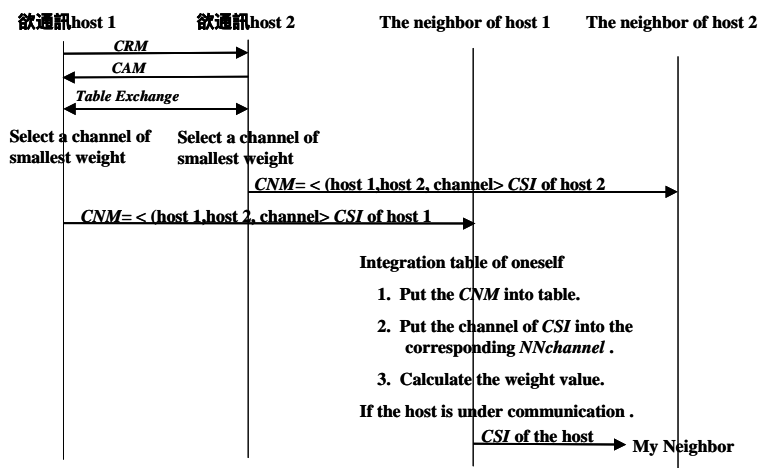 欲通訊host 1
欲通訊host 2
The neighbor of host 1
The neighbor of host 2
CRM
CAM
Table Exchange
Select a channel of
smallest weight
Select a channel of
smallest weight
CNM= < (host 1,host 2, channel> CSI of host 2
CNM= < (host 1,host 2, channel> CSI of host 1
Integration table of oneself
1. Put the CNM into table.
2. Put the channel of CSI into the
corresponding NNchannel .
3. Calculate the weight value.
If the host is under communication .
CSI of the host
My Neighbor